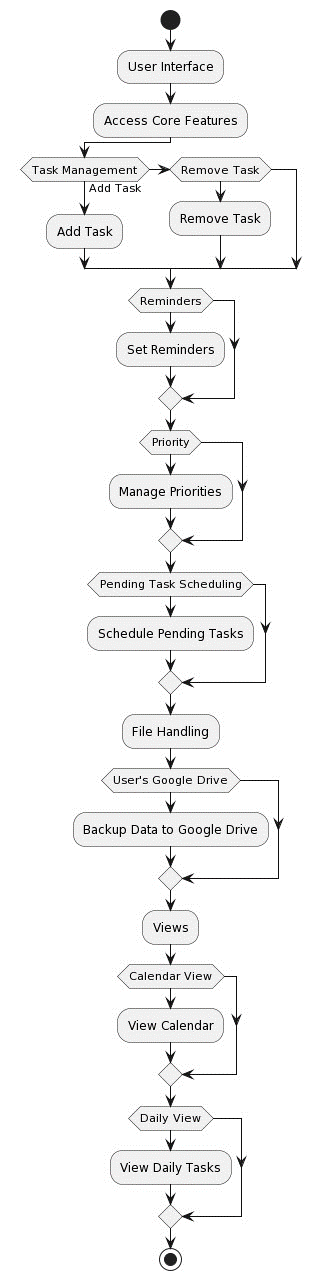 User Interface
Access Core Features
Task Management
Remove Task
Add Task
Add Task
Remove Task
Reminders
Set Reminders
Priority
Manage Priorities
Pending Task Scheduling
Schedule Pending Tasks
File Handling
User's Google Drive
Backup Data to Google Drive
Views
Calendar View
View Calendar
Daily View
View Daily Tasks